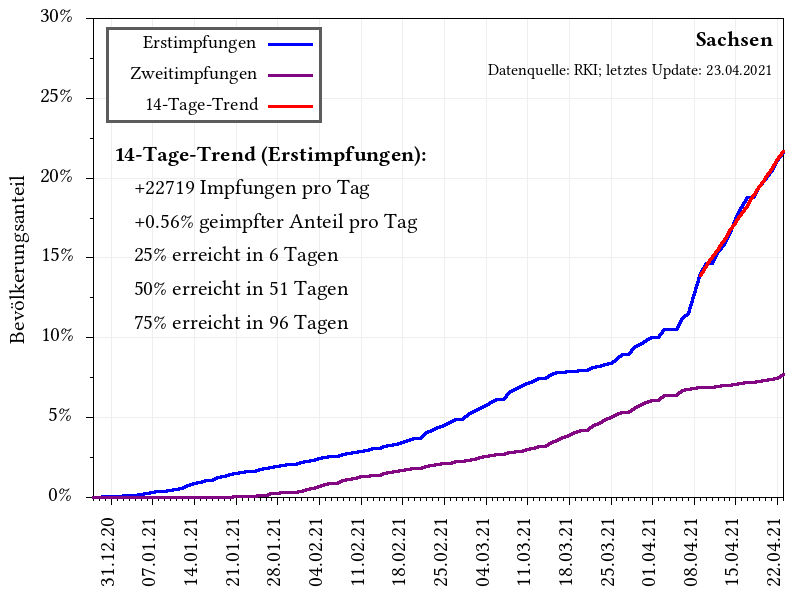 Sachsen
Datenquelle: RKI; letztes Update: 23.04.2021
Erstimpfungen
Zweitimpfungen
14-Tage-Trend
14-Tage-Trend (Erstimpfungen):
+22719 Impfungen pro Tag
+0.56% geimpfter Anteil pro Tag
25% erreicht in 6 Tagen
50% erreicht in 51 Tagen
75% erreicht in 96 Tagen
Bevölkerungsanteil
30%
25%
20%
15%
10%
5%
0%
31.12.20
07.01.21
14.01.21
21.01.21
28.01.21
04.02.21
11.02.21
18.02.21
25.02.21
04.03.21
11.03.21
18.03.21
25.03.21
01.04.21
08.04.21
15.04.21
22.04.21